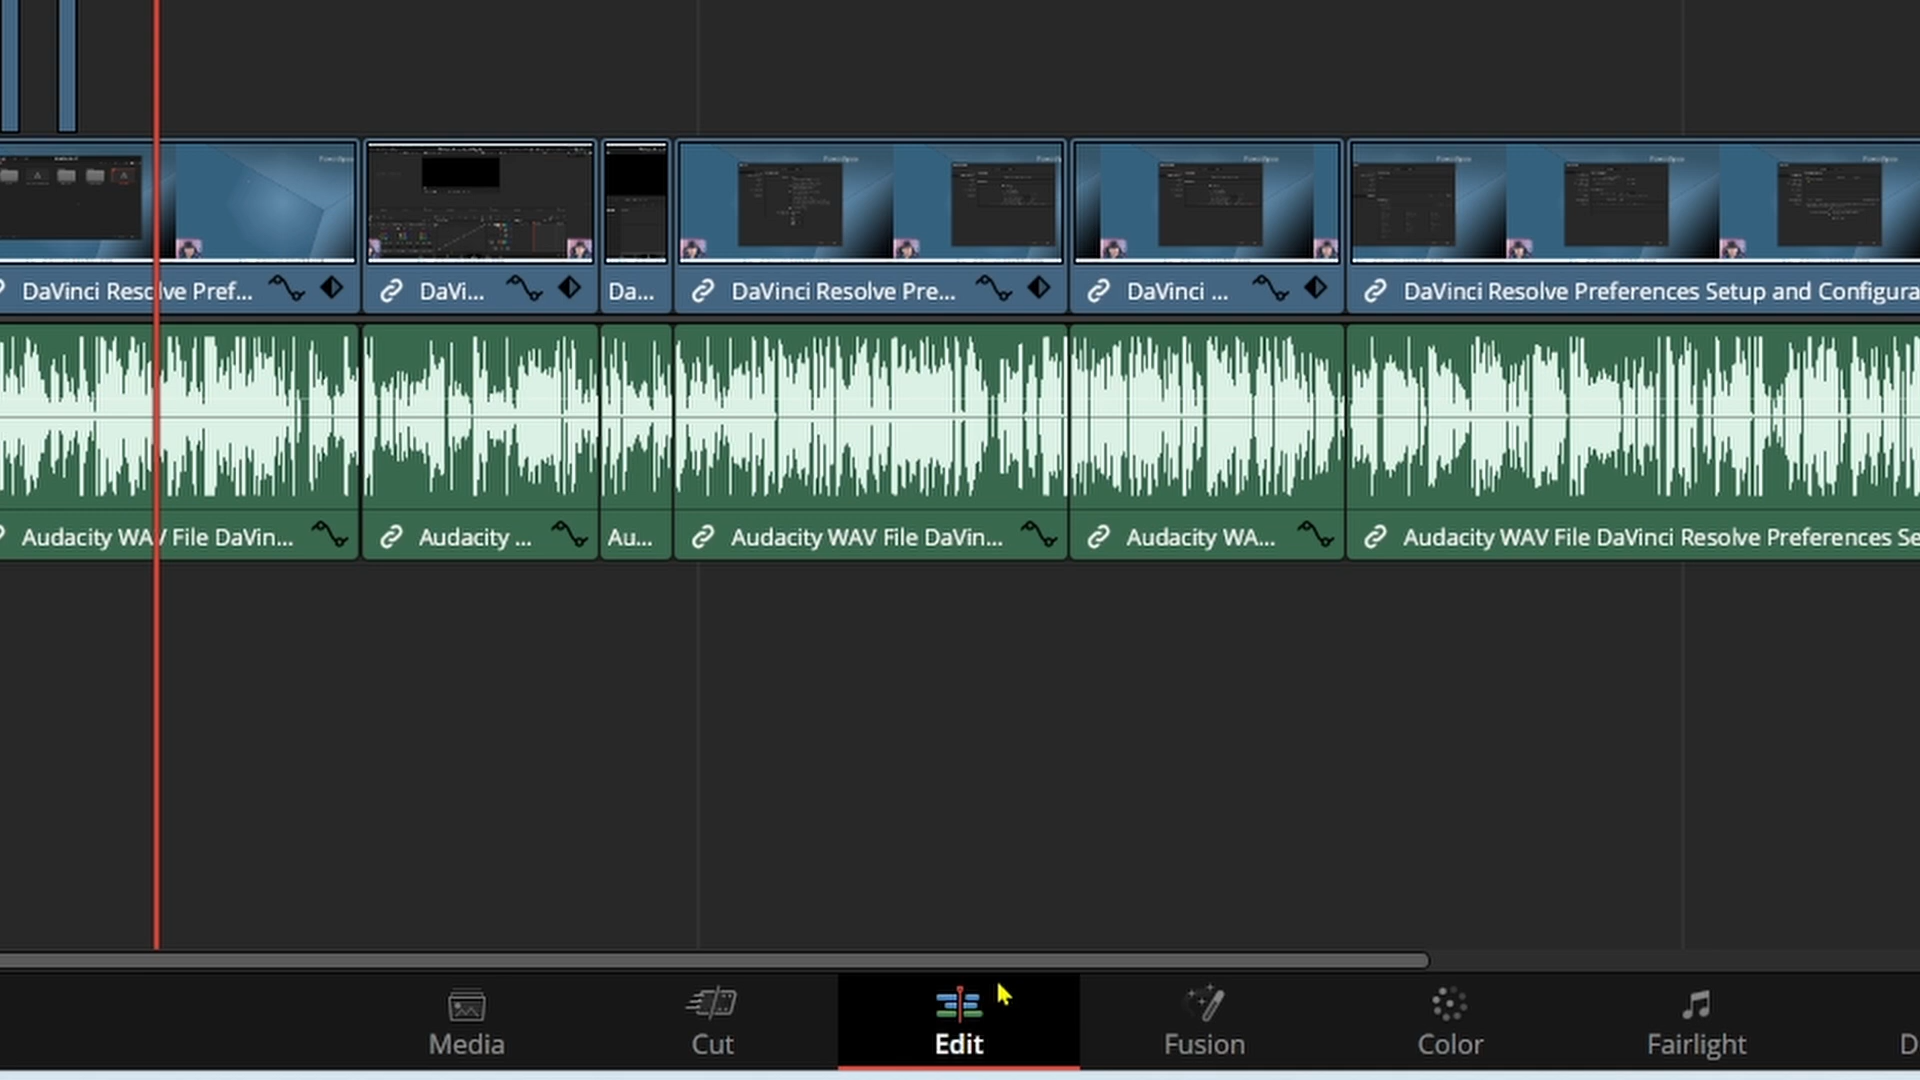 DaVinci Resolve Pref...
DaVi...
Da...
DaVinci Resolve Pre...
DaVinci ...
DaVinci Resolve Preferences Setup and Configura
Audacity WAV File DaVin...
Audacity ...
Au...
Audacity WAV File DaVin...
Audacity WA...
Audacity WAV File DaVinci Resolve Preferences Se
Media
Cut
Edit
Fusion
Color
Fairlight
D